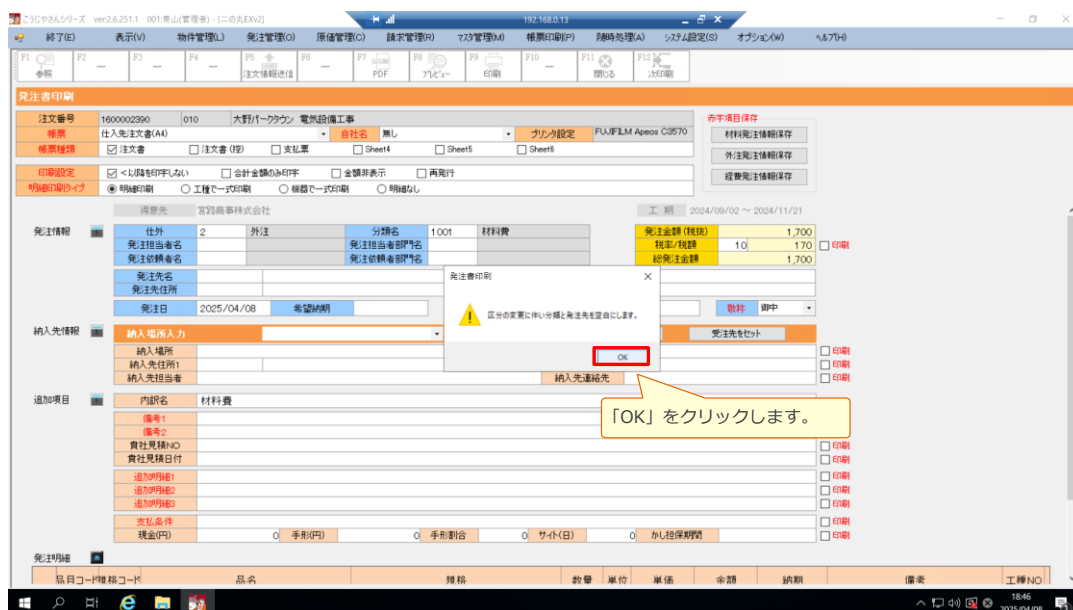 こうじやさんシリーズ ver.2.6.251.1 001:青山(管理者) - [二の丸EXv2] 192.168.0.13
終了(E) 表示(V) 物件管理(L) 発注管理(O) 原価管理(C) 請求管理(R) マスタ管理(M) 帳票印刷(P) 随時処理(A) システム設定(S) オプション(W) ヘルプ(H)
F1 F2 F3 F4 F5 F6 F7 F8 F9 F10 F11 F12
参照 注文情報送信 PDF プレビュー 印刷 閉じる 次印刷
発注書印刷
注文番号 1600002390 010 大野パークタウン 電気設備工事 赤字項目保存
帳票 仕入先注文書(A4) 自社名 無し プリンタ設定 FUJIFILM Apeos C3570 材料発注情報保存
帳票種類 注文書 注文書(控) 支払票 Sheet4 Sheet5 Sheet6
外注発注情報保存
印刷設定 <以降を印字しない 合計金額のみ印字 金額非表示 再発行
経費発注情報保存
明細印刷タイプ 明細印刷 工種で一式印刷 機器で一式印刷 明細なし
得意先 宮路商事株式会社 工 期 2024/09/02 ～ 2024/11/21
発注情報 仕外 2 外注 分類名 1001 材料費 発注金額(税抜) 1,700
発注担当者名 発注担当者部門名 税率/税額 10 170 印刷
発注依頼者名 発注依頼者部門名 総発注金額 1,700
発注先名
発注先住所
発注日 2025/04/08 希望納期 敬称 御中
発注書印刷
区分の変更に伴い分類と発注先を空白にします。
OK
納入先情報 納入場所入力 受注先をセット
納入場所 印刷
納入先住所1 印刷
納入先担当者 納入先連絡先 印刷
追加項目 内訳名 材料費
「OK」をクリックします。
備考1
備考2
貴社見積NO 印刷
貴社見積日付 印刷
追加明細1 印刷
追加明細2 印刷
追加明細3 印刷
支払条件 印刷
現金(円) 0 手形(円) 0 手形割合 0 サイト(日) 0 かし担保期間 印刷
発注明細
品目コード 規格コード 品名 規格 数量 単位 単価 金額 納期 備考 工種NO
18:46
2025/04/08